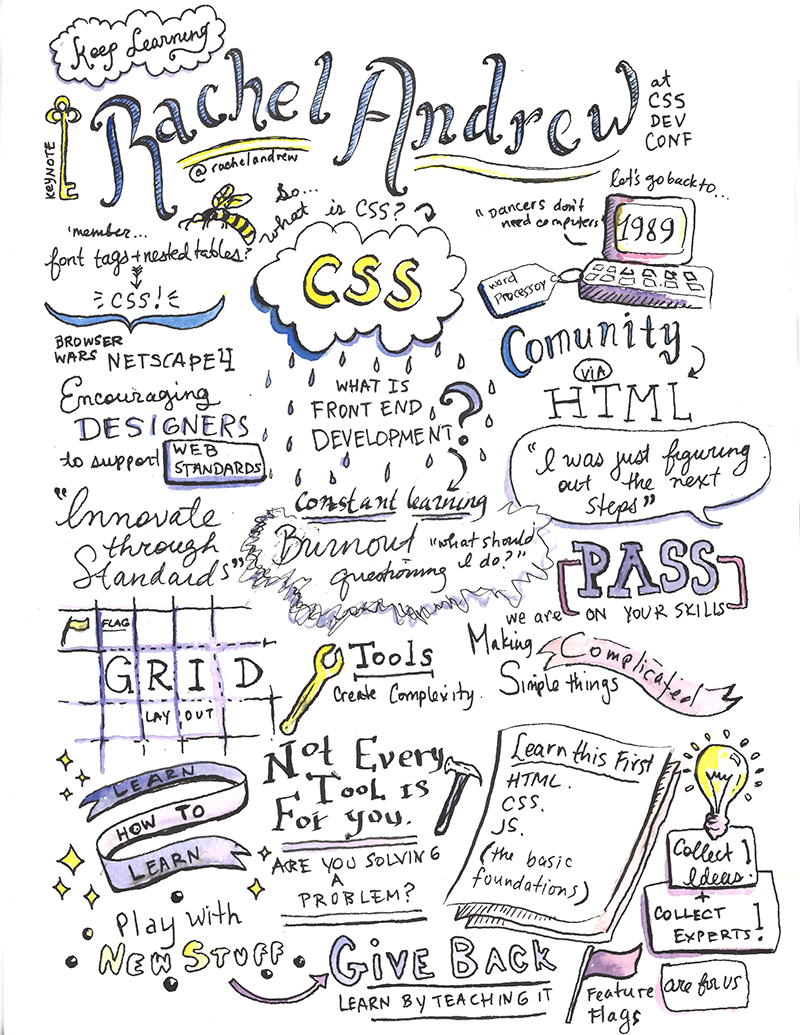 Keep Learning
Rachel Andrew
at
CSS
DEV
CONF
KEYNOTE
@rachelandrew
So...
what is CSS?
CSS
'member...
font tags + nested tables?
CSS!
BROWSER
WARS NETSCAPE 4
Encouraging
DESIGNERS
to support WEB
STANDARDS
"Innovate
through
Standards"
let's go back to...
"Dancers don't
need computers"
1989
Word
Processor
Comunity
VIA
HTML
"I was just figuring
out the next
steps"
WHAT IS
FRONT END
DEVELOPMENT?
Constant learning
Burnout "what should
questioning I do?"
PASS
ON YOUR SKILLS
we are
Making Complicated
Simple things
FLAG
GRID
LAY OUT
Tools
Create Complexity.
LEARN
HOW TO
LEARN
Not Every
Tool is
For you.
ARE YOU SOLVING
A
PROBLEM?
Learn this First
HTML.
CSS.
JS.
(the basic
foundations)
Collect
Ideas!
+
COLLECT
EXPERTS!
Play with
New Stuff
Give Back
LEARN BY TEACHING IT
Feature
Flags
are for us